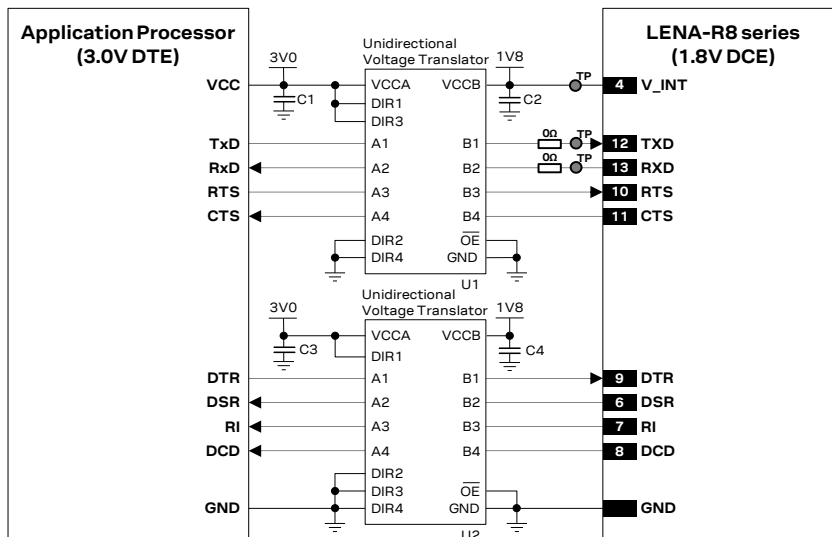 Application Processor
(3.0V DTE)
LENA-R8 series
(1.8V DCE)
Unidirectional
Voltage Translator
3V0
1V8
VCC
VCCA
VCCB
TP
4
V_INT
C1
DIR1
C2
DIR3
0Ω
TP
TxD
A1
B1
12
TXD
0Ω
TP
RxD
A2
B2
13
RXD
RTS
A3
B3
10
RTS
CTS
A4
B4
11
CTS
DIR2
OE
DIR4
GND
U1
Unidirectional
Voltage Translator
3V0
1V8
VCCA
VCCB
C3
DIR1
C4
DTR
A1
B1
9
DTR
DSR
A2
B2
6
DSR
RI
A3
B3
7
RI
DCD
A4
B4
8
DCD
DIR2
DIR3
OE
GND
DIR4
GND
GND
U2